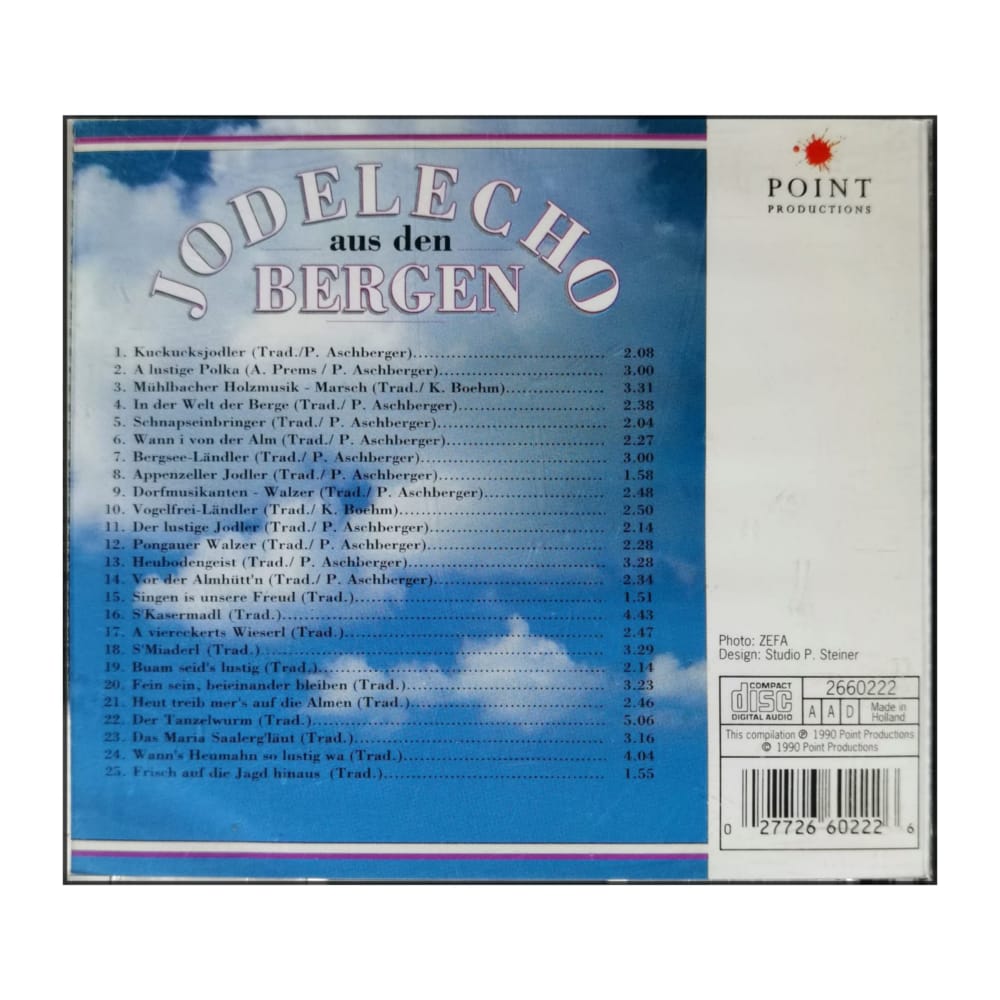 JODELECHO
aus den
BERGEN
1. Kuckucksjodler (Trad./P. Aschberger)........................................ 2.08
2. A lustige Polka (A. Prems / P. Aschberger).................................. 3.00
3. Mühlbacher Holzmusik - Marsch (Trad./ K. Boehm)..................... 3.31
4. In der Welt der Berge (Trad./ P. Aschberger)............................... 2.38
5. Schnapseinbringer (Trad./ P. Aschberger)................................... 2.04
6. Wann i von der Alm (Trad./ P. Aschberger)................................. 2.27
7. Bergsee-Ländler (Trad./ P. Aschberger)...................................... 3.00
8. Appenzeller Jodler (Trad./ P. Aschberger)................................... 1.58
9. Dorfmusikanten - Walzer (Trad./ P. Aschberger)......................... 2.48
10. Vogelfrei-Ländler (Trad./ K. Boehm).......................................... 2.50
11. Der lustige Jodler (Trad./ P. Aschberger).................................... 2.14
12. Pongauer Walzer (Trad./ P. Aschberger).................................... 2.28
13. Heubodengeist (Trad./ P. Aschberger)........................................ 3.28
14. Vor der Almhütt'n (Trad./ P. Aschberger)................................... 2.34
15. Singen is unsere Freud (Trad.)................................................... 1.51
16. S'Kasermadl (Trad.).................................................................. 4.43
17. A viereckerts Wieserl (Trad.)..................................................... 2.47
18. S'Miaderl (Trad.)...................................................................... 3.29
19. Buam seid's lustig (Trad.).......................................................... 2.14
20. Fein sein, beieinander bleiben (Trad.)........................................ 3.23
21. Heut treib mer's auf die Almen (Trad.)....................................... 2.46
22. Der Tanzelwurm (Trad.)............................................................ 5.06
23. Das Maria Saalerg'läut (Trad.)................................................... 3.16
24. Wann's Heumahn so lustig wa (Trad.)........................................ 4.04
25. Frisch auf die Jagd hinaus (Trad.)............................................. 1.55
POINT
PRODUCTIONS
Photo: ZEFA
Design: Studio P. Steiner
COMPACT
disc
DIGITAL AUDIO
2660222
A A D
Made in
Holland
This compilation ℗ 1990 Point Productions
© 1990 Point Productions
0 27726 60222 6